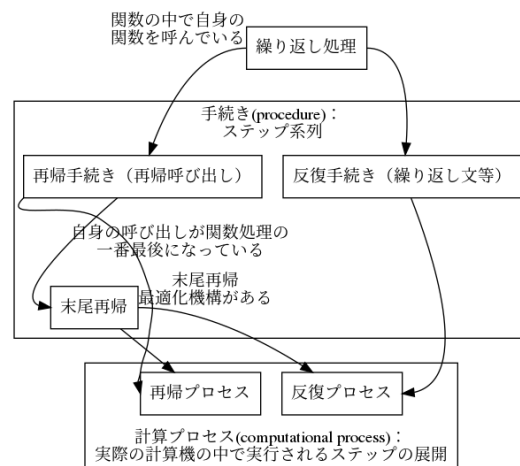 関数の中で自身の
関数を呼んでいる
繰り返し処理
手続き(procedure)：
ステップ系列
再帰手続き（再帰呼び出し）
反復手続き（繰り返し文等）
自身の呼び出しが関数処理の
一番最後になっている
末尾再帰
最適化機構がある
末尾再帰
再帰プロセス
反復プロセス
計算プロセス(computational process)：
実際の計算機の中で実行されるステップの展開